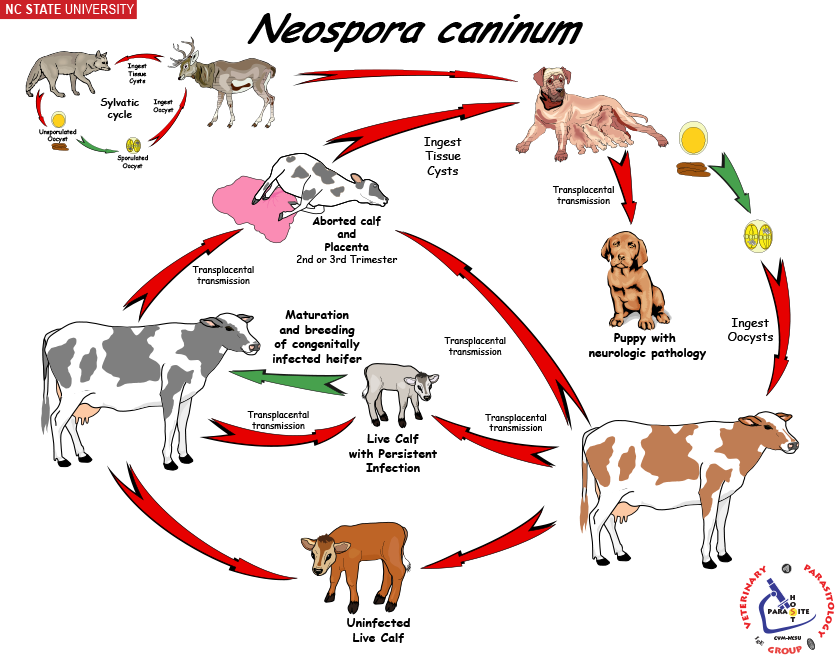 NC STATE UNIVERSITY
Neospora caninum
Ingest
Tissue
Cysts
Sylvatic
cycle
Ingest
Oocyst
Unsporulated
Oocyst
Sporulated
Oocyst
Ingest
Tissue
Cysts
Transplacental
transmission
Aborted calf
and
Placenta
2nd or 3rd Trimester
Transplacental
transmission
Puppy with
neurologic pathology
Ingest
Oocysts
Maturation
and breeding
of congenitally
infected heifer
Transplacental
transmission
Transplacental
transmission
Transplacental
transmission
Live Calf
with Persistent
Infection
Uninfected
Live Calf
VETERINARY PARASITOLOGY
GROUP
HOST
PARASITE
CVM-NCSU